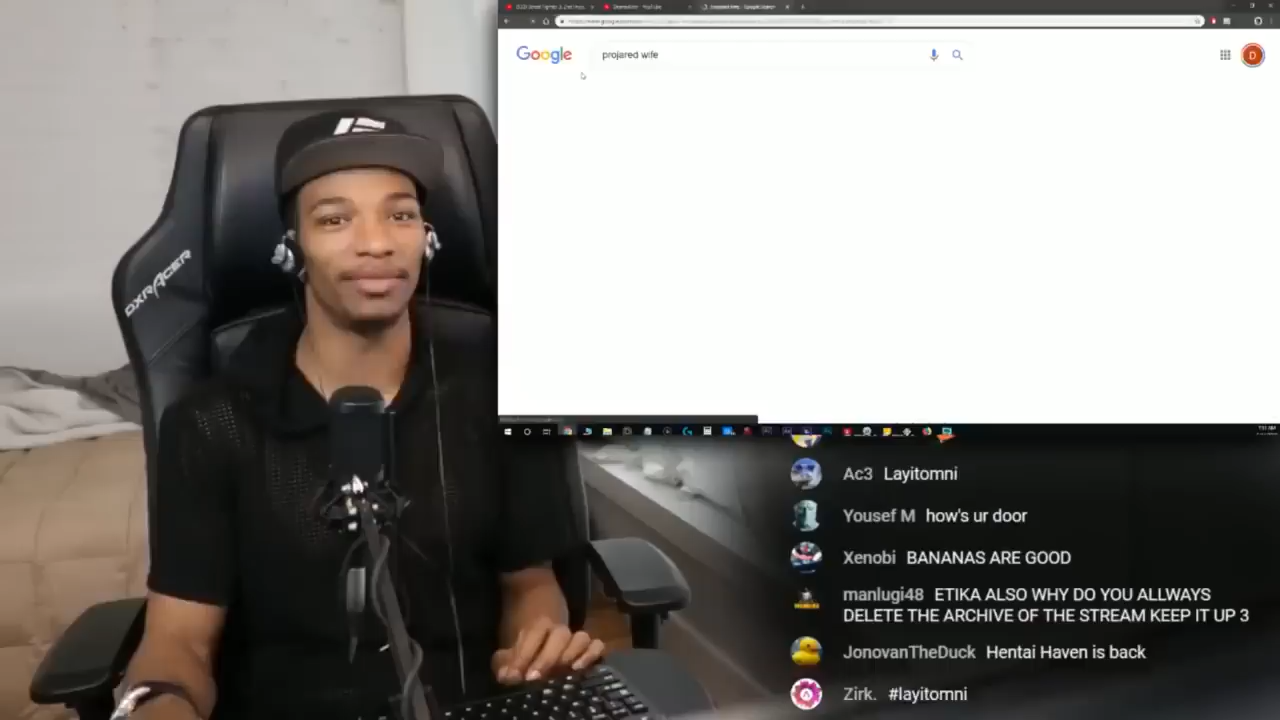 Google
projared wife
D
DXRACER
Ac3 Layitomni
Yousef M how's ur door
Xenobi BANANAS ARE GOOD
manlugi48 ETIKA ALSO WHY DO YOU ALLWAYS
DELETE THE ARCHIVE OF THE STREAM KEEP IT UP 3
JonovanTheDuck Hentai Haven is back
Zirk. #layitomni